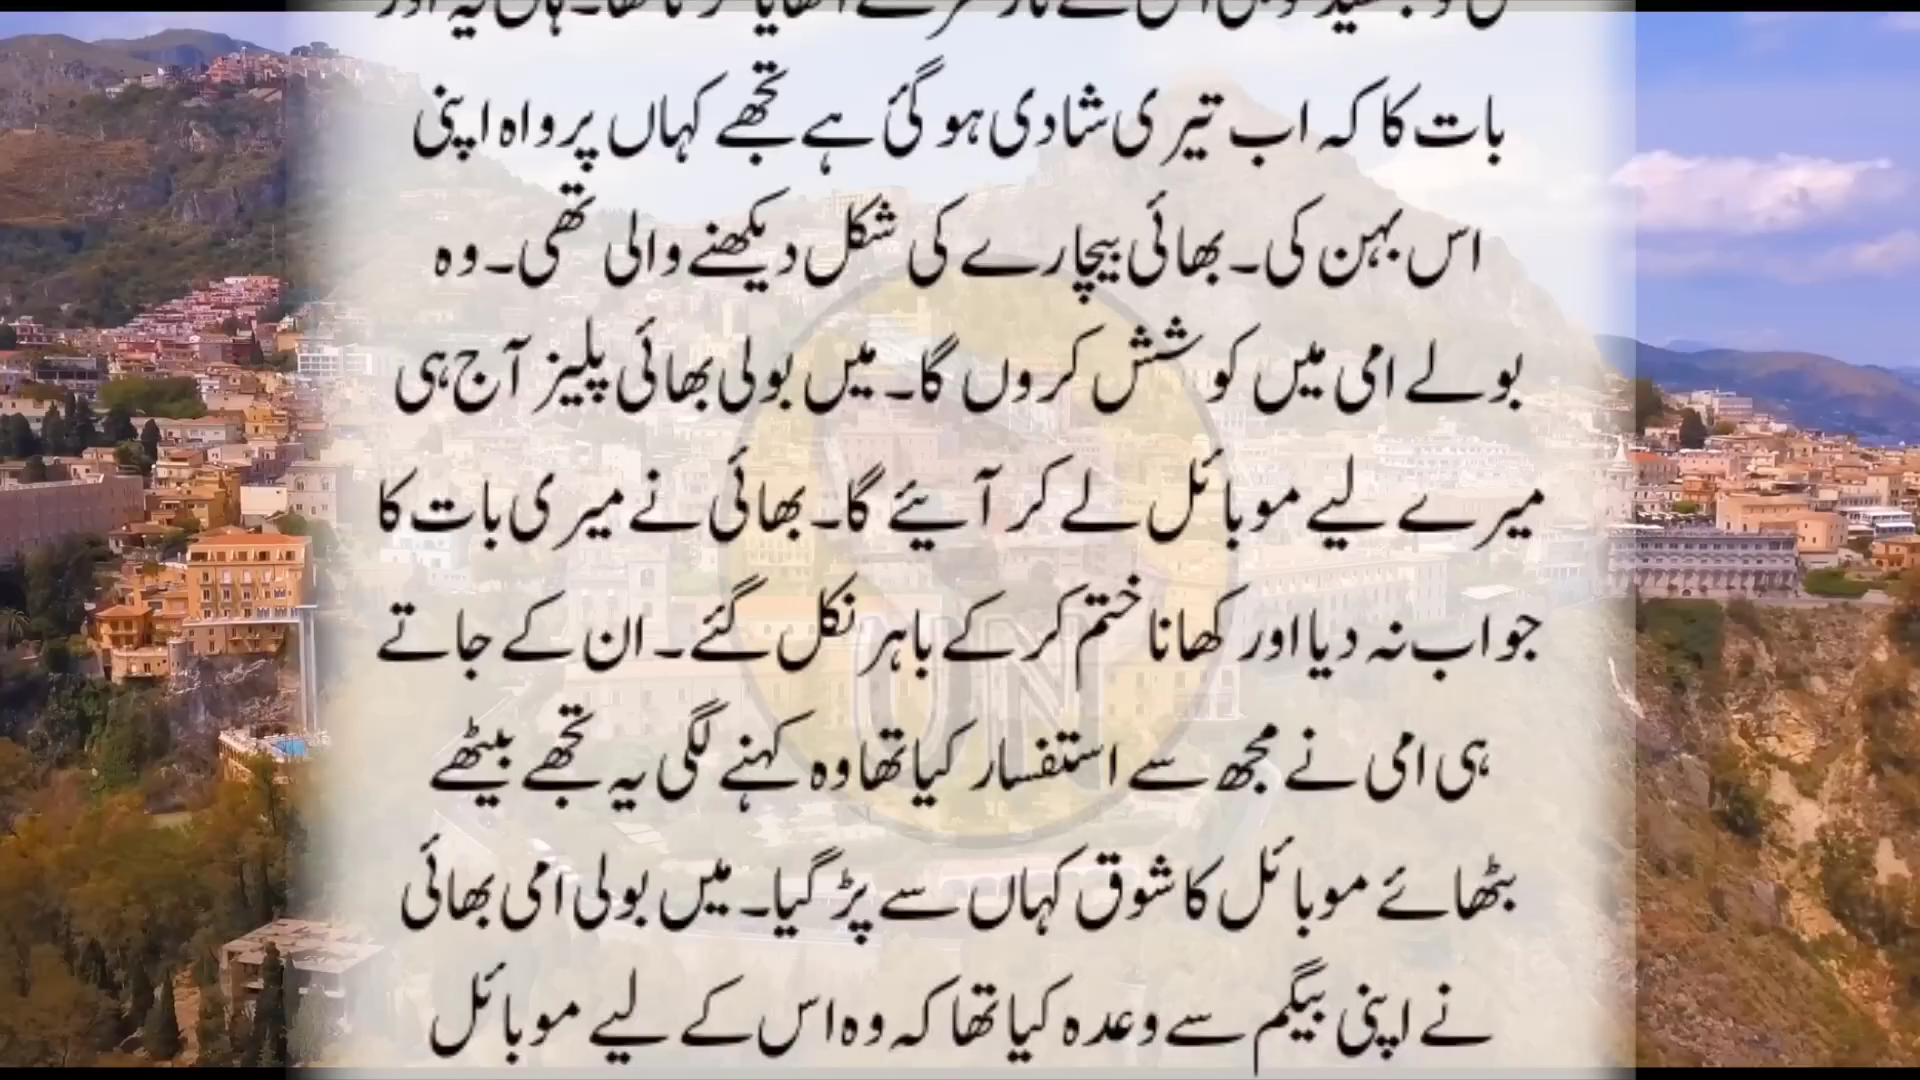 ہاں یہ اور
بات کا کہ اب تیری شادی ہو گئ ہے تجھے کہاں پرواہ اپنی
اس بہن کی۔ بھائی بیچارے کی شکل دیکھنے والی تھی۔ وہ
بولے امی میں کوشش کروں گا۔ میں بولی بھائی پلیز آج ہی
میرے لیے موبائل لے کر آئیے گا۔ بھائی نے میری بات کا
جواب نہ دیا اور کھانا ختم کر کے باہر نکل گئے۔ ان کے جاتے
ہی امی نے مجھ سے استفسار کیا تھا وہ کہنے لگی یہ تجھے بیٹھے
بٹھائے موبائل کا شوق کہاں سے پڑ گیا۔ میں بولی امی بھائی
نے اپنی بیگم سے وعدہ کیا تھا کہ وہ اس کے لیے موبائل
UN